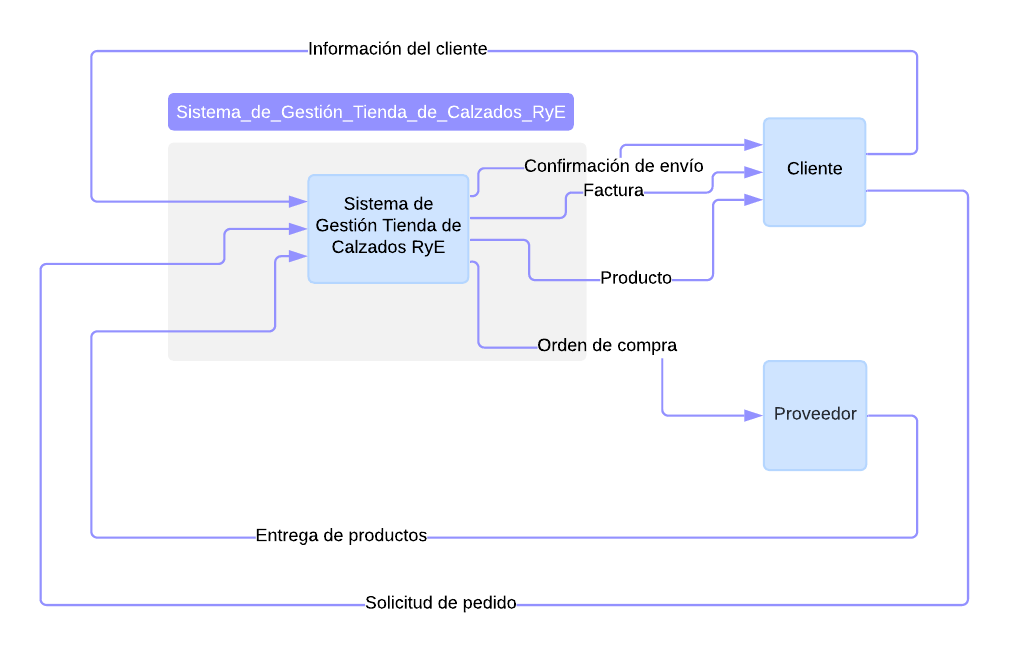 Información del cliente
Sistema_de_Gestión_Tienda_de_Calzados_RyE
Confirmación de envío
Cliente
Factura
Sistema de
Gestión Tienda de
Calzados RyE
Producto
Orden de compra
Proveedor
Entrega de productos
Solicitud de pedido